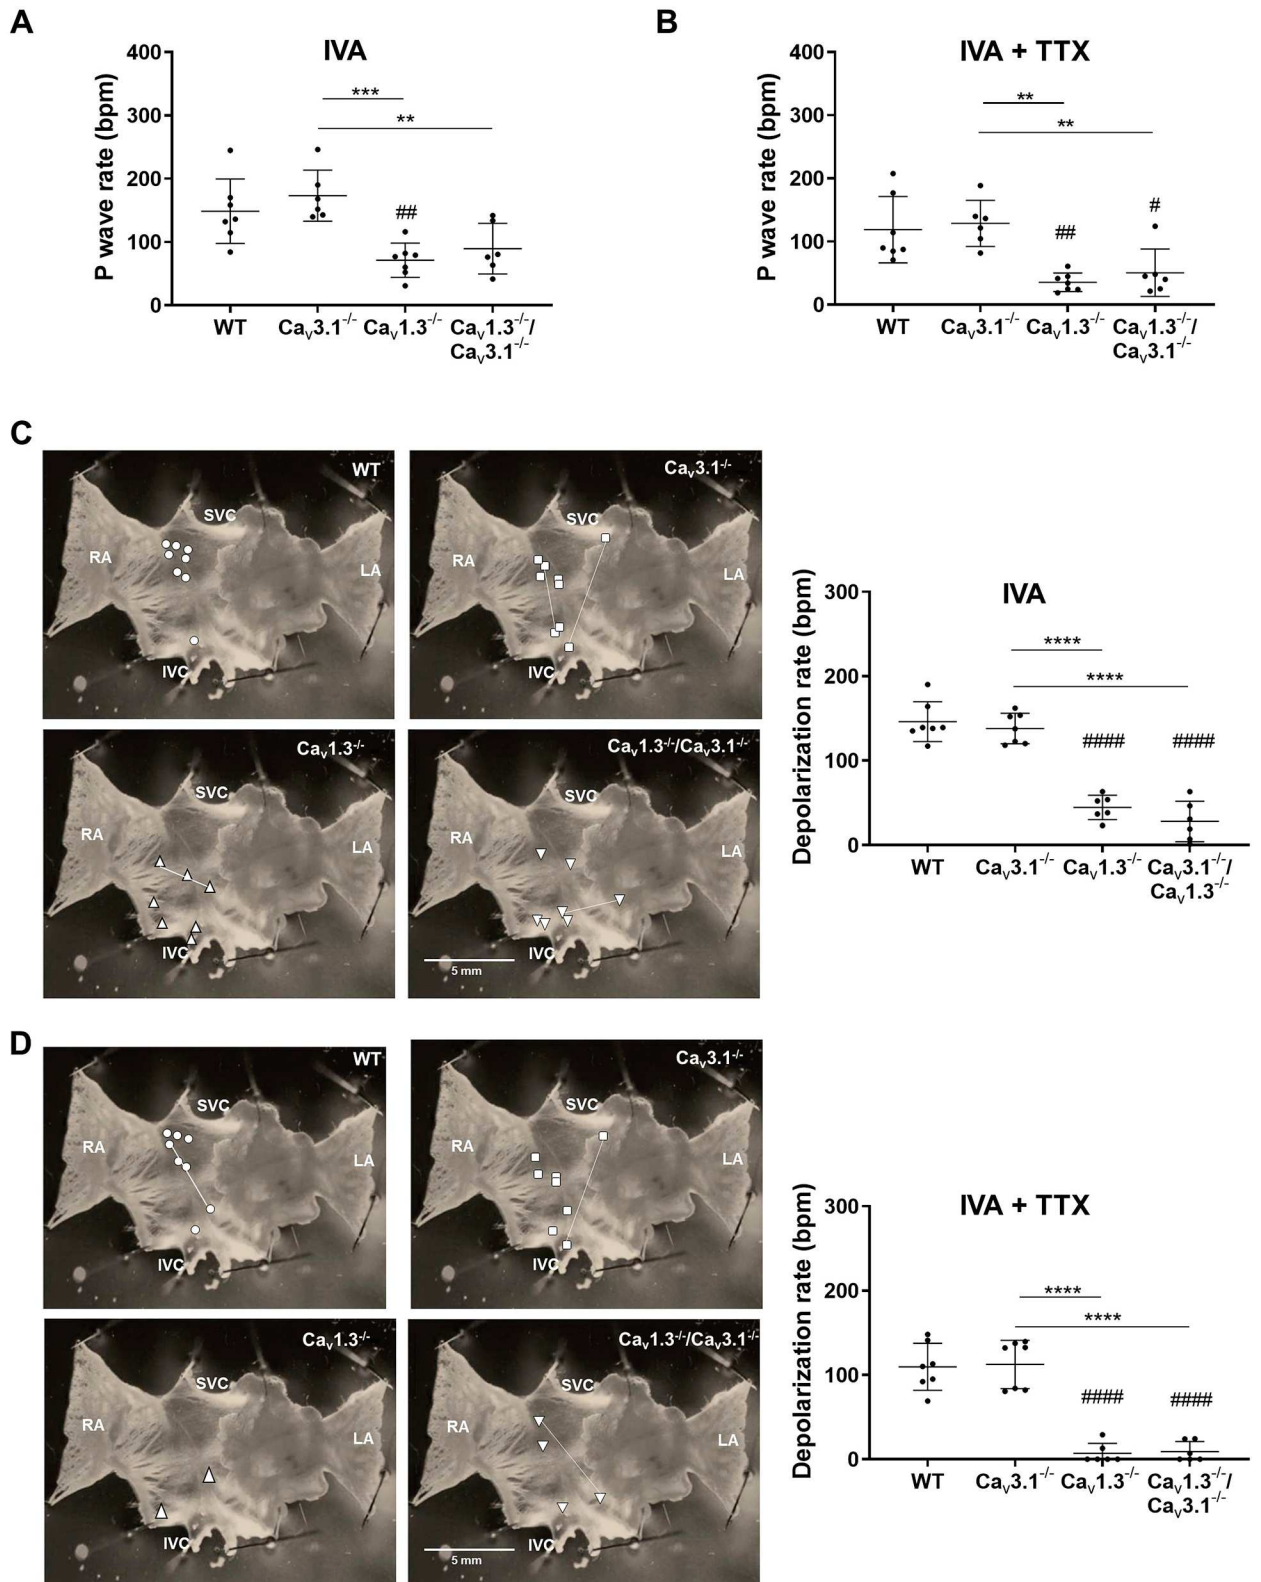 A
IVA
P wave rate (bpm)
400
300
200
100
0
***
**
##
WT
Caᵥ3.1⁻/⁻
Caᵥ1.3⁻/⁻
Caᵥ1.3⁻/⁻/
Caᵥ3.1⁻/⁻
B
IVA + TTX
P wave rate (bpm)
400
300
200
100
0
**
**
##
#
WT
Caᵥ3.1⁻/⁻
Caᵥ1.3⁻/⁻
Caᵥ1.3⁻/⁻/
Caᵥ3.1⁻/⁻
C
WT
SVC
RA
LA
IVC
Caᵥ3.1⁻/⁻
SVC
RA
LA
IVC
Caᵥ1.3⁻/⁻
SVC
RA
LA
IVC
Caᵥ1.3⁻/⁻/Caᵥ3.1⁻/⁻
SVC
RA
LA
IVC
5 mm
IVA
Depolarization rate (bpm)
300
200
100
0
****
****
####
####
WT
Caᵥ3.1⁻/⁻
Caᵥ1.3⁻/⁻
Caᵥ3.1⁻/⁻/
Caᵥ1.3⁻/⁻
D
WT
SVC
RA
LA
IVC
Caᵥ3.1⁻/⁻
SVC
RA
LA
IVC
Caᵥ1.3⁻/⁻
SVC
RA
LA
IVC
Caᵥ1.3⁻/⁻/Caᵥ3.1⁻/⁻
SVC
RA
LA
IVC
5 mm
IVA + TTX
Depolarization rate (bpm)
300
200
100
0
****
****
####
####
WT
Caᵥ3.1⁻/⁻
Caᵥ1.3⁻/⁻
Caᵥ1.3⁻/⁻/
Caᵥ3.1⁻/⁻